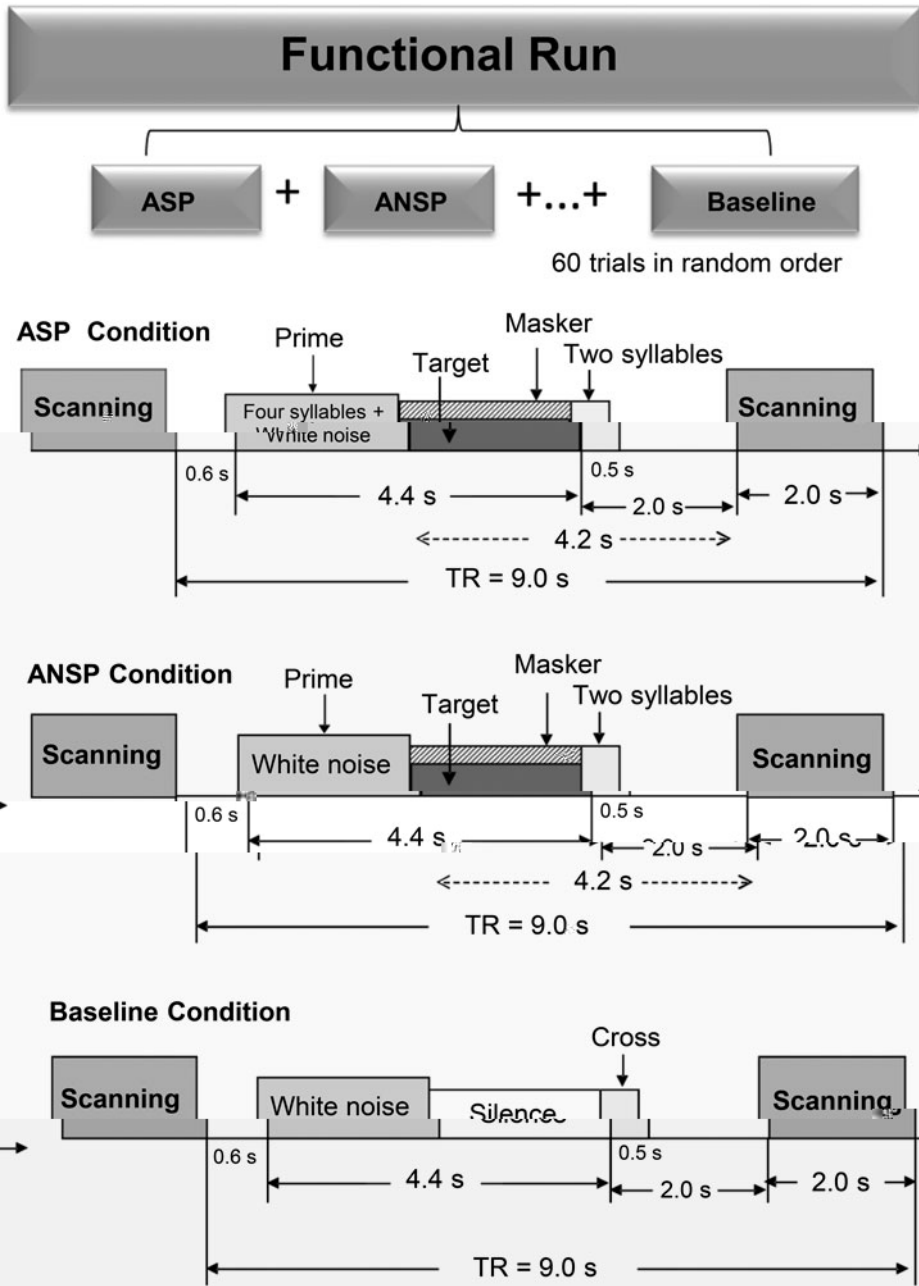 Functional Run
ASP + ANSP +...+ Baseline
60 trials in random order
ASP Condition
Prime
Masker
Target
Two syllables
Scanning
Four syllables +
White noise
Scanning
0.6 s
0.5 s
4.4 s
2.0 s
2.0 s
4.2 s
TR = 9.0 s
ANSP Condition
Prime
Masker
Target
Two syllables
Scanning
White noise
Scanning
0.6 s
0.5 s
4.4 s
2.0 s
2.0 s
4.2 s
TR = 9.0 s
Baseline Condition
Cross
Scanning
White noise
Silence
Scanning
0.6 s
0.5 s
4.4 s
2.0 s
2.0 s
TR = 9.0 s